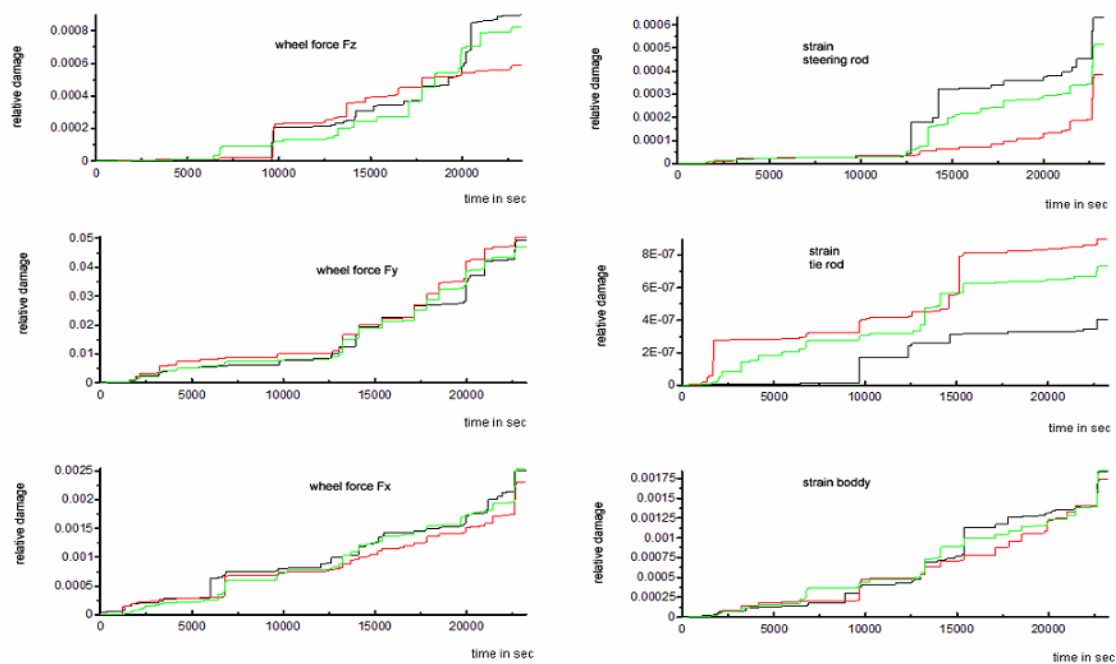 relative damage
0.0008
0.0006
0.0004
0.0002
0
wheel force Fz
0 5000 10000 15000 20000
time in sec
relative damage
0.0006
0.0005
0.0004
0.0003
0.0002
0.0001
0
strain
steering rod
0 5000 10000 15000 20000
time in sec
relative damage
0.05
0.04
0.03
0.02
0.01
0
wheel force Fy
0 5000 10000 15000 20000
time in sec
relative damage
8E-07
6E-07
4E-07
2E-07
0
strain
tie rod
0 5000 10000 15000 20000
time in sec
relative damage
0.0025
0.002
0.0015
0.001
0.0005
0
wheel force Fx
0 5000 10000 15000 20000
time in sec
relative damage
0.00175
0.0015
0.00125
0.001
0.00075
0.0005
0.00025
0
strain boddy
0 5000 10000 15000 20000
time in sec